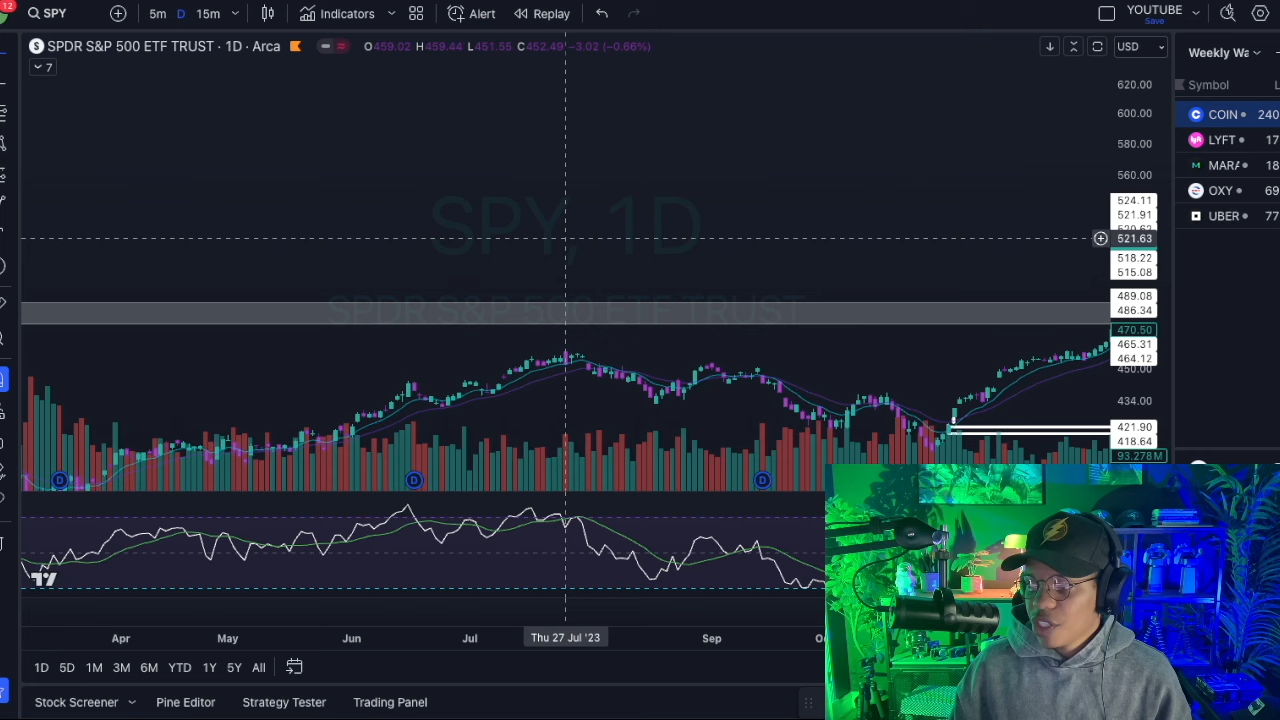 12
SPY
5m D 15m Indicators Alert Replay
YOUTUBE
Save
S SPDR S&P 500 ETF TRUST · 1D · Arca O459.02 H459.44 L451.55 C452.49 −3.02 (−0.66%)
USD
7
Weekly Wa
Symbol L
C COIN 240
LYFT 17
M MARA 18
OXY 69
UBER 77
SPY, 1D
SPDR S&P 500 ETF TRUST
620.00
600.00
580.00
560.00
524.11
521.91
521.63
518.22
515.08
489.08
486.34
470.50
465.31
464.12
450.00
434.00
421.90
418.64
93.278M
D D D
Apr May Jun Jul Thu 27 Jul '23 Sep
1D 5D 1M 3M 6M YTD 1Y 5Y All
Stock Screener Pine Editor Strategy Tester Trading Panel